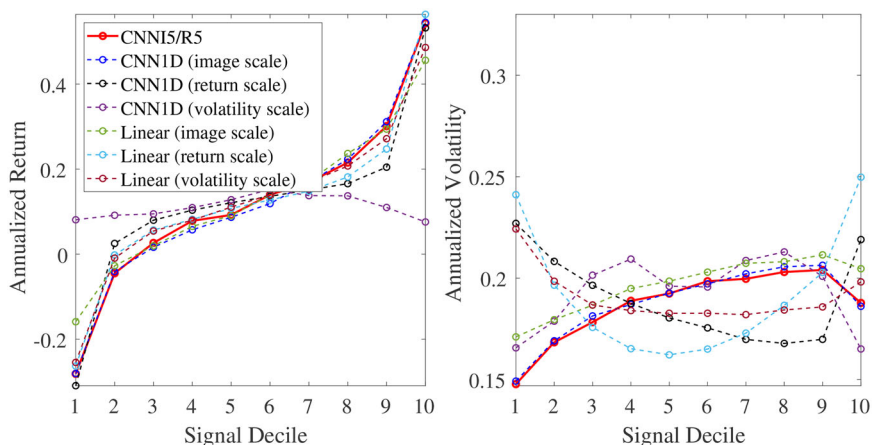 CNNI5/R5
CNN1D (image scale)
CNN1D (return scale)
CNN1D (volatility scale)
Linear (image scale)
Linear (return scale)
Linear (volatility scale)
Annualized Return
0.4
0.2
0
-0.2
1 2 3 4 5 6 7 8 9 10
Signal Decile
Annualized Volatility
0.3
0.25
0.2
0.15
1 2 3 4 5 6 7 8 9 10
Signal Decile